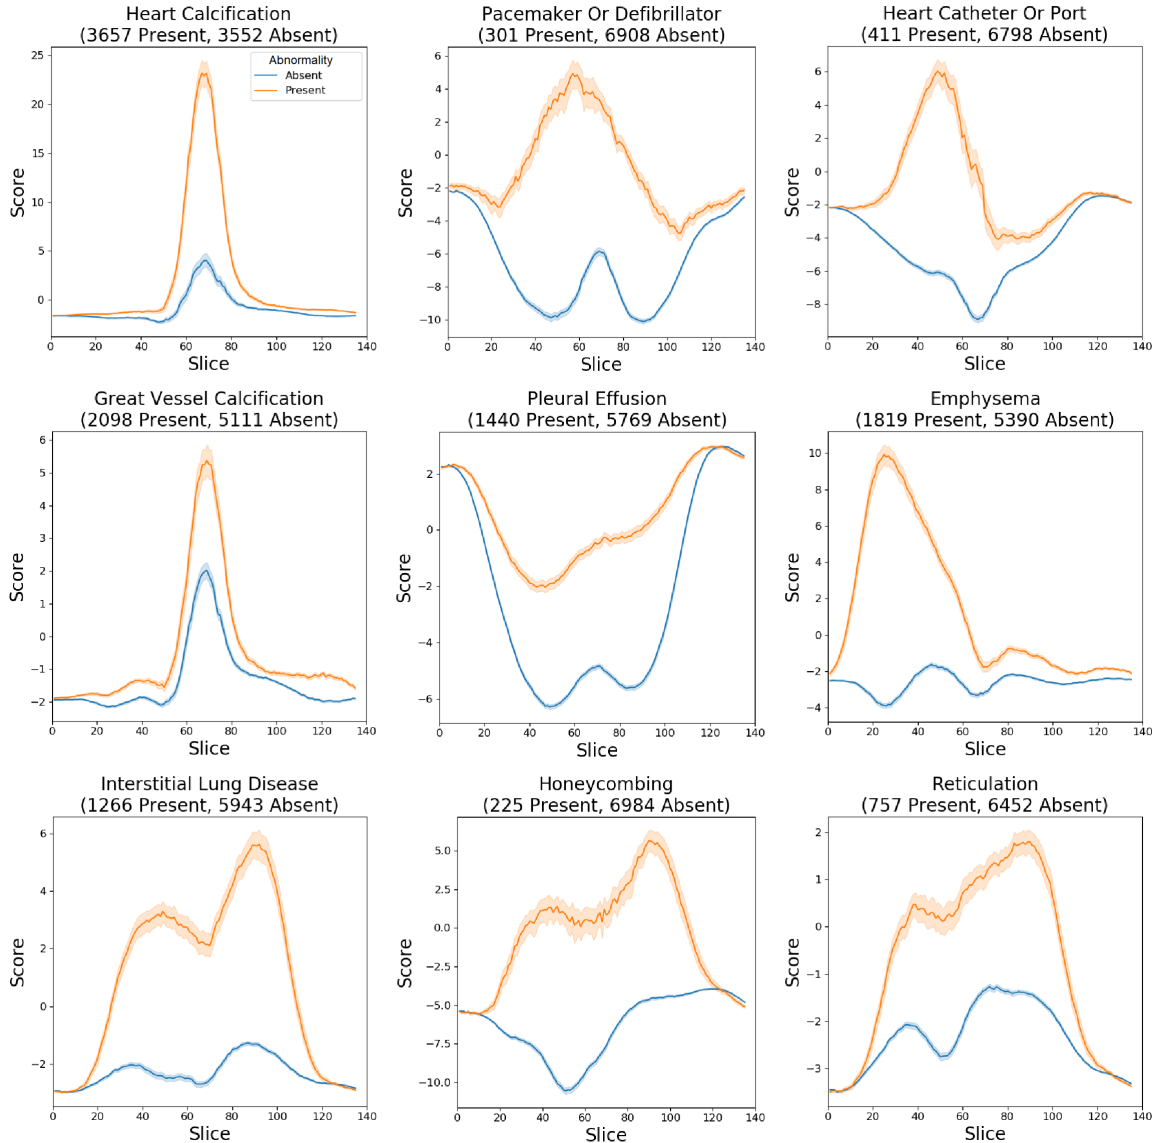 Heart Calcification
(3657 Present, 3552 Absent)
Abnormality
Absent
Present
25
20
15
10
5
0
Score
0 20 40 60 80 100 120 140
Slice
Pacemaker Or Defibrillator
(301 Present, 6908 Absent)
6
4
2
0
−2
−4
−6
−8
−10
Score
0 20 40 60 80 100 120 140
Slice
Heart Catheter Or Port
(411 Present, 6798 Absent)
6
4
2
0
−2
−4
−6
−8
Score
0 20 40 60 80 100 120 140
Slice
Great Vessel Calcification
(2098 Present, 5111 Absent)
6
5
4
3
2
1
0
−1
−2
Score
0 20 40 60 80 100 120 140
Slice
Pleural Effusion
(1440 Present, 5769 Absent)
2
0
−2
−4
−6
Score
0 20 40 60 80 100 120 140
Slice
Emphysema
(1819 Present, 5390 Absent)
10
8
6
4
2
0
−2
−4
Score
0 20 40 60 80 100 120 140
Slice
Interstitial Lung Disease
(1266 Present, 5943 Absent)
6
4
2
0
−2
Score
0 20 40 60 80 100 120 140
Slice
Honeycombing
(225 Present, 6984 Absent)
5.0
2.5
0.0
−2.5
−5.0
−7.5
−10.0
Score
0 20 40 60 80 100 120 140
Slice
Reticulation
(757 Present, 6452 Absent)
2
1
0
−1
−2
−3
Score
0 20 40 60 80 100 120 140
Slice